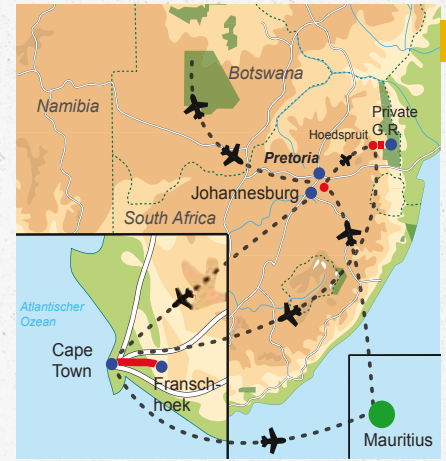 Botswana
Namibia
Private
G.R.
Hoedspruit
Pretoria
Johannesburg
South Africa
Atlantischer
Ozean
Cape
Town
Fransch-
hoek
Mauritius